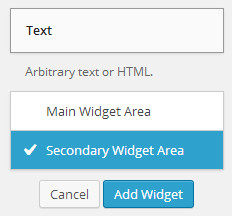 Text
Arbitrary text or HTML.
Main Widget Area
Secondary Widget Area
Cancel
Add Widget